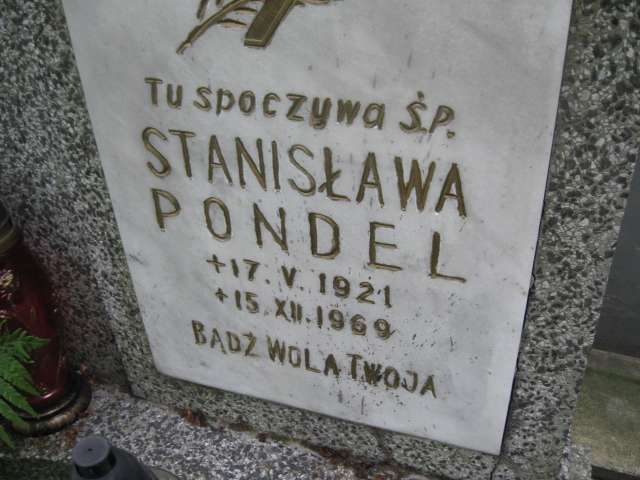 Tu spoczywa Ś.P.
STANISŁAWA
PONDEL
+17.V.1921
+15.XII.1969
BĄDŹ WOLA TWOJA